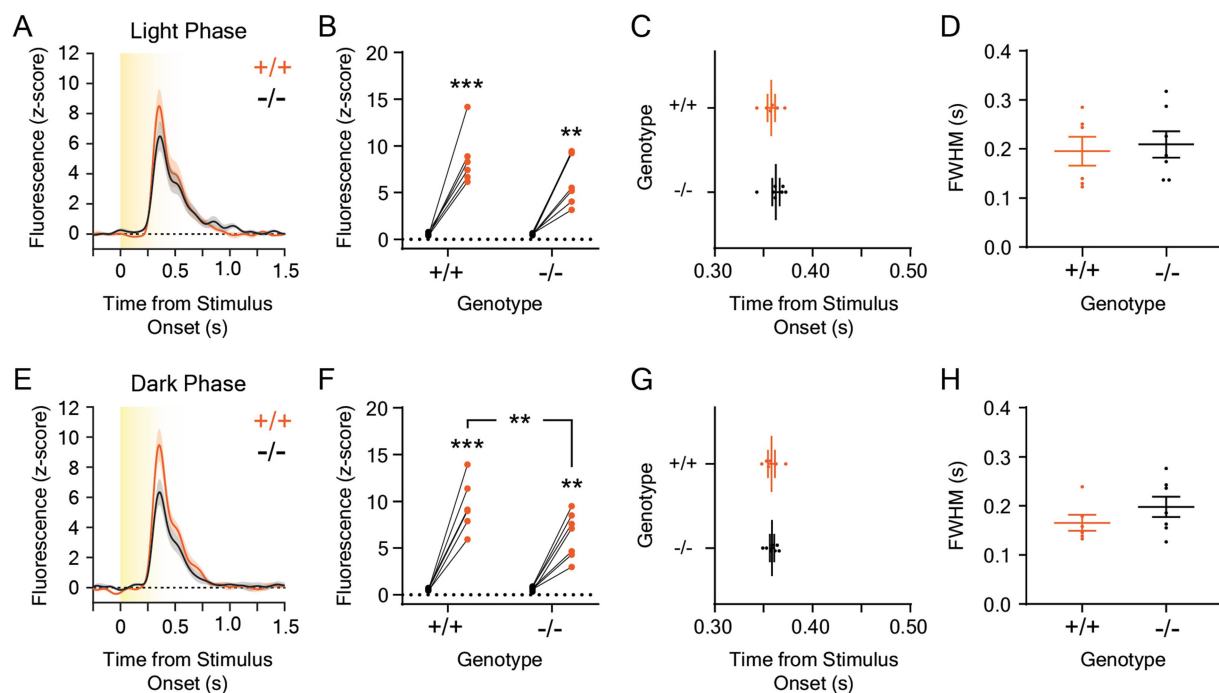 A
Light Phase
Fluorescence (z-score)
12
10
8
6
4
2
0
+/+
-/-
0
0.5
1.0
1.5
Time from Stimulus
Onset (s)
B
Fluorescence (z-score)
20
15
10
5
0
***
**
+/+
-/-
Genotype
C
Genotype
+/+
-/-
0.30
0.40
0.50
Time from Stimulus
Onset (s)
D
FWHM (s)
0.4
0.3
0.2
0.1
0.0
+/+
-/-
Genotype
E
Dark Phase
Fluorescence (z-score)
12
10
8
6
4
2
0
+/+
-/-
0
0.5
1.0
1.5
Time from Stimulus
Onset (s)
F
Fluorescence (z-score)
20
15
10
5
0
**
***
**
+/+
-/-
Genotype
G
Genotype
+/+
-/-
0.30
0.40
0.50
Time from Stimulus
Onset (s)
H
FWHM (s)
0.4
0.3
0.2
0.1
0.0
+/+
-/-
Genotype